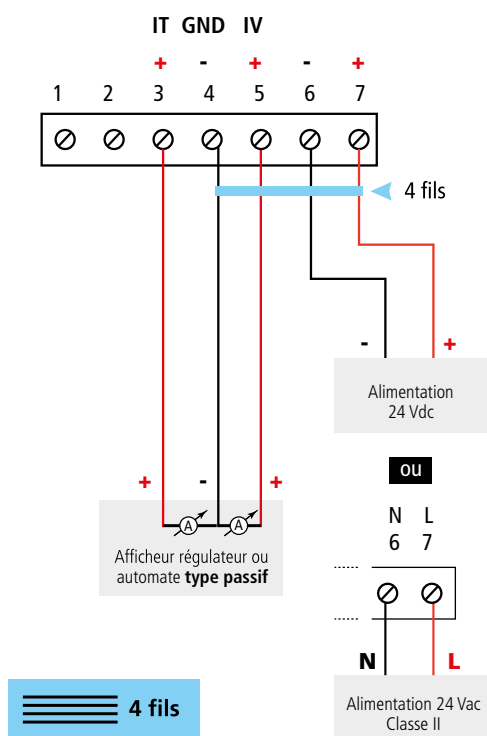 IT GND IV
+ - + - +
1 2 3 4 5 6 7
4 fils
- +
Alimentation
24 Vdc
ou
+ - +
A A
Afficheur régulateur ou
automate type passif
N L
6 7
N L
Alimentation 24 Vac
Classe II
4 fils